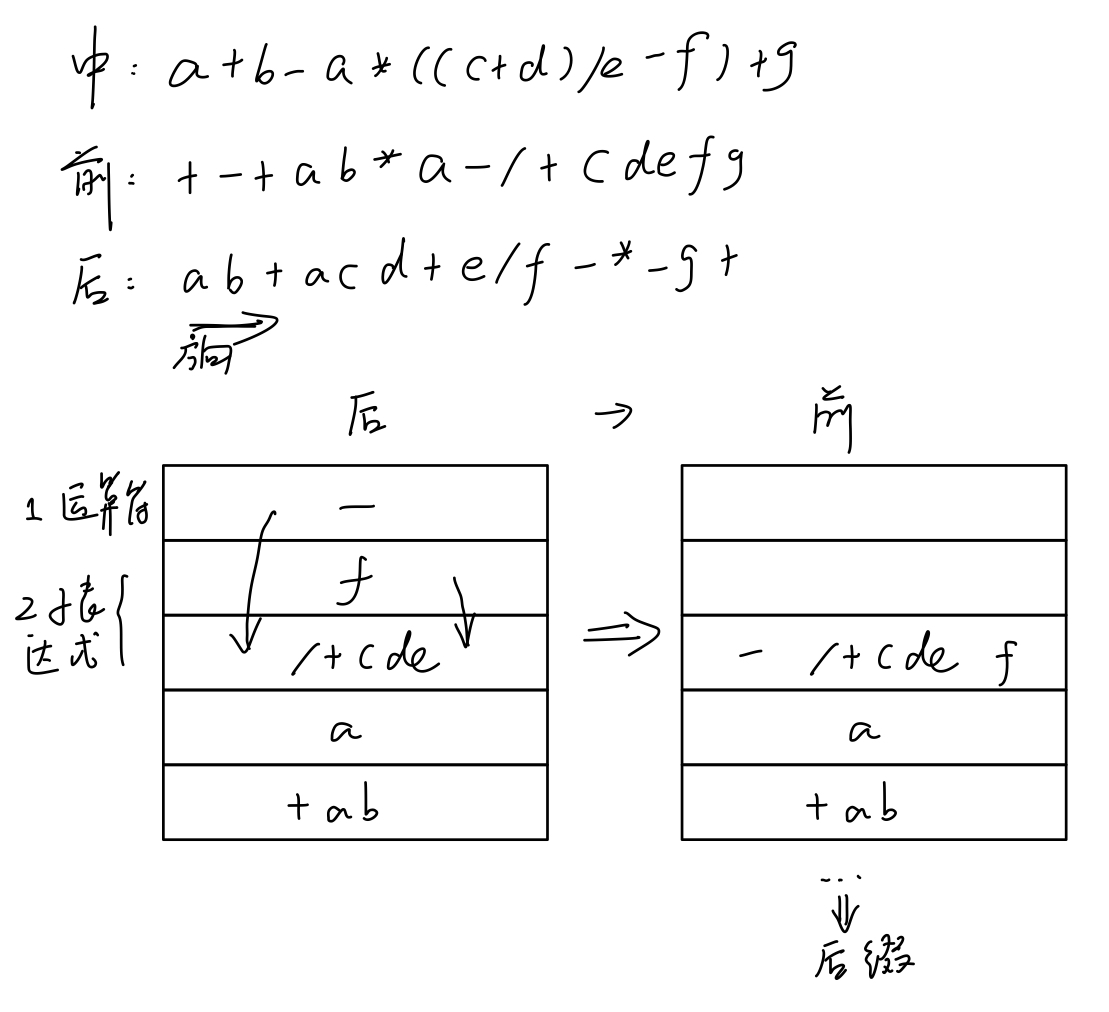 中: a+b-a*((c+d)/e-f)+g
前: +-+ab*a-/+cdefg
后: ab+acd+e/f-*-g+
方向
后 → 前
1 运算符
-
f
2 子表
达式
/+cde
⇒
- /+cde f
a
a
+ab
+ab
...
⇓
后缀